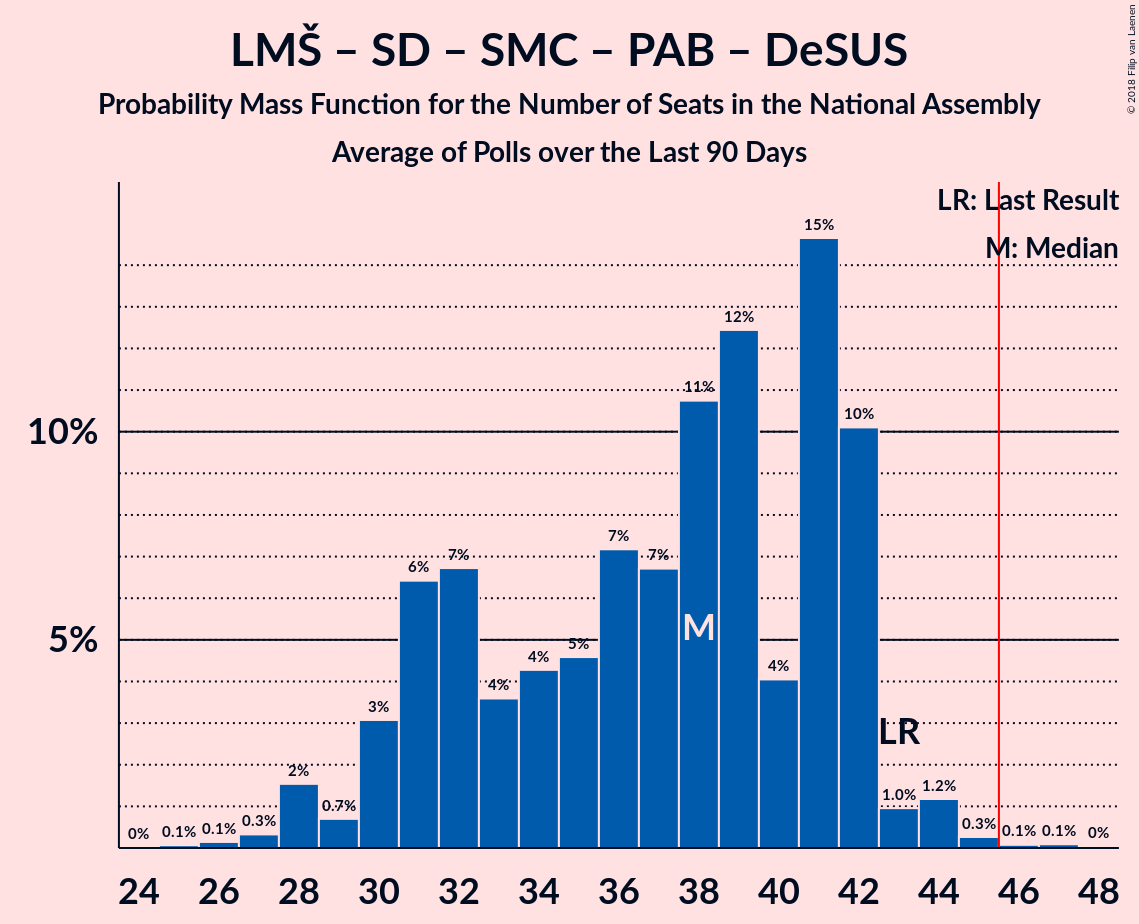 LMŠ – SD – SMC – PAB – DeSUS
Probability Mass Function for the Number of Seats in the National Assembly
Average of Polls over the Last 90 Days
© 2018 Filip van Laenen
LR: Last Result
M: Median
15%
12%
11%
10%
10%
7%
7%
7%
6%
5%
5%
4%
4%
4%
M
3%
LR
2%
1.2%
1.0%
0.7%
0.3%
0.3%
0% 0.1% 0.1%
0.1% 0.1% 0%
24 26 28 30 32 34 36 38 40 42 44 46 48